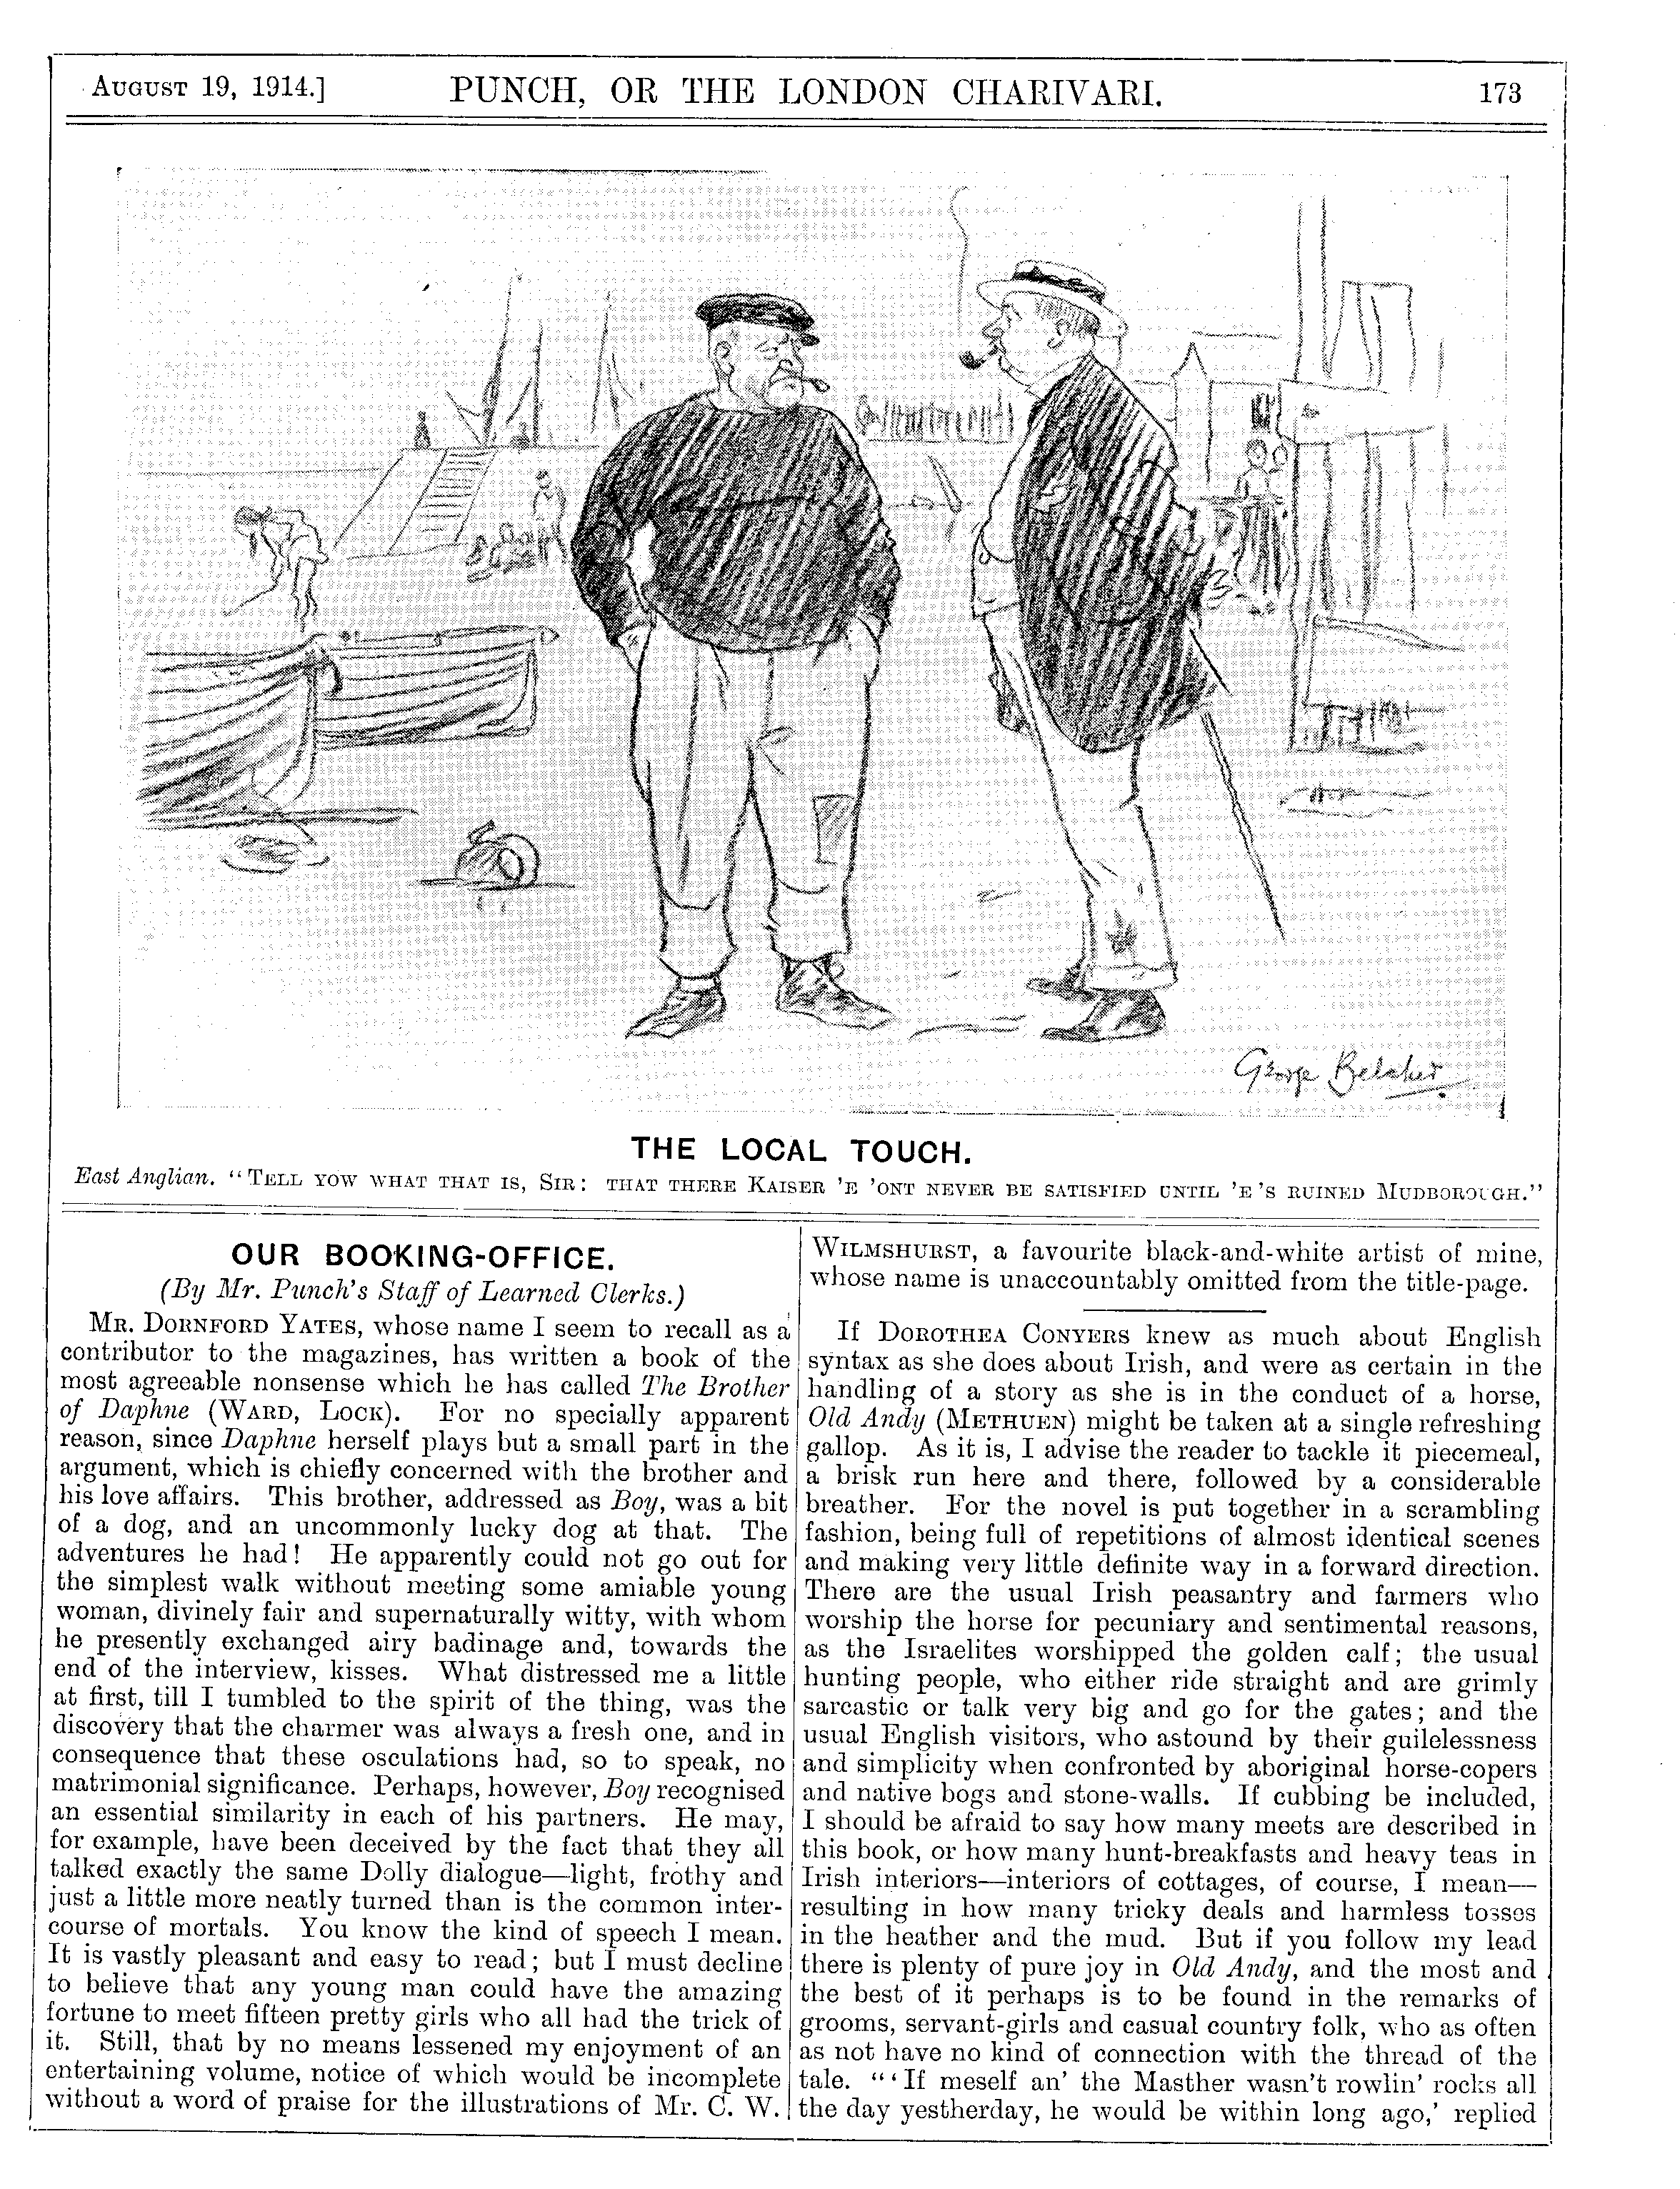 AUGUST 19, 1914.] PUNCH, OR THE LONDON CHARIVARI. 173
George Belcher
THE LOCAL TOUCH.
East Anglian. “TELL YOW WHAT THAT IS, SIR: THAT THERE KAISER 'E 'ONT NEVER BE SATISFIED UNTIL 'E 'S RUINED MUDBOROUGH.”
OUR BOOKING-OFFICE.
(By Mr. Punch's Staff of Learned Clerks.)
MR. DORNFORD YATES, whose name I seem to recall as a
contributor to the magazines, has written a book of the
most agreeable nonsense which he has called The Brother
of Daphne (WARD, LOCK). For no specially apparent
reason, since Daphne herself plays but a small part in the
argument, which is chiefly concerned with the brother and
his love affairs. This brother, addressed as Boy, was a bit
of a dog, and an uncommonly lucky dog at that. The
adventures he had! He apparently could not go out for
the simplest walk without meeting some amiable young
woman, divinely fair and supernaturally witty, with whom
he presently exchanged airy badinage and, towards the
end of the interview, kisses. What distressed me a little
at first, till I tumbled to the spirit of the thing, was the
discovery that the charmer was always a fresh one, and in
consequence that these osculations had, so to speak, no
matrimonial significance. Perhaps, however, Boy recognised
an essential similarity in each of his partners. He may,
for example, have been deceived by the fact that they all
talked exactly the same Dolly dialogue—light, frothy and
just a little more neatly turned than is the common inter-
course of mortals. You know the kind of speech I mean.
It is vastly pleasant and easy to read; but I must decline
to believe that any young man could have the amazing
fortune to meet fifteen pretty girls who all had the trick of
it. Still, that by no means lessened my enjoyment of an
entertaining volume, notice of which would be incomplete
without a word of praise for the illustrations of Mr. C. W.
WILMSHURST, a favourite black-and-white artist of mine,
whose name is unaccountably omitted from the title-page.
If DOROTHEA CONYERS knew as much about English
syntax as she does about Irish, and were as certain in the
handling of a story as she is in the conduct of a horse,
Old Andy (METHUEN) might be taken at a single refreshing
gallop. As it is, I advise the reader to tackle it piecemeal,
a brisk run here and there, followed by a considerable
breather. For the novel is put together in a scrambling
fashion, being full of repetitions of almost identical scenes
and making very little definite way in a forward direction.
There are the usual Irish peasantry and farmers who
worship the horse for pecuniary and sentimental reasons,
as the Israelites worshipped the golden calf; the usual
hunting people, who either ride straight and are grimly
sarcastic or talk very big and go for the gates; and the
usual English visitors, who astound by their guilelessness
and simplicity when confronted by aboriginal horse-copers
and native bogs and stone-walls. If cubbing be included,
I should be afraid to say how many meets are described in
this book, or how many hunt-breakfasts and heavy teas in
Irish interiors—interiors of cottages, of course, I mean—
resulting in how many tricky deals and harmless tosses
in the heather and the mud. But if you follow my lead
there is plenty of pure joy in Old Andy, and the most and
the best of it perhaps is to be found in the remarks of
grooms, servant-girls and casual country folk, who as often
as not have no kind of connection with the thread of the
tale. “‘If meself an' the Masther wasn't rowlin' rocks all
the day yestherday, he would be within long ago,’ replied